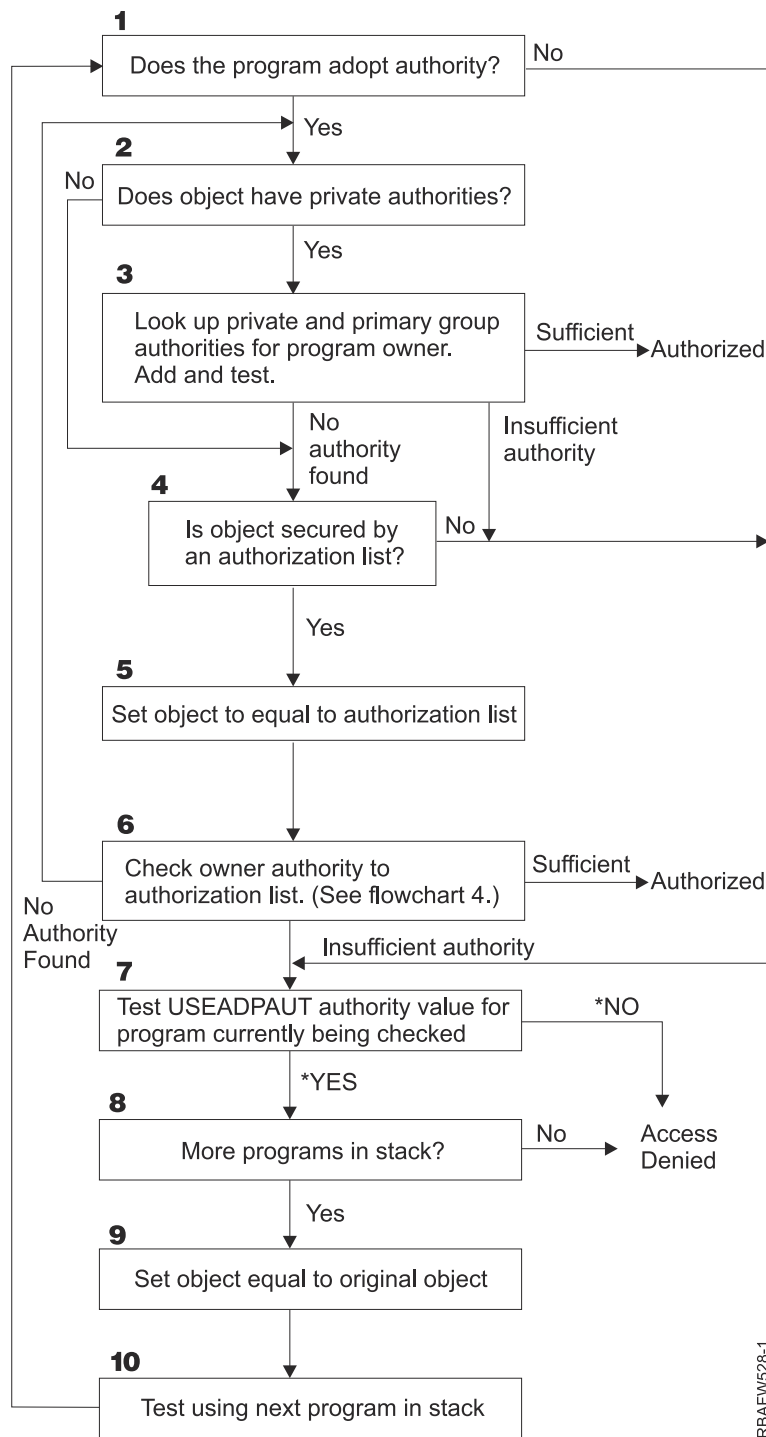 1
Does the program adopt authority?
No
Yes
2
No
Does object have private authorities?
Yes
3
Look up private and primary group
authorities for program owner.
Add and test.
Sufficient
Authorized
No
authority
found
Insufficient
authority
4
Is object secured by
an authorization list?
No
Yes
5
Set object to equal to authorization list
6
Check owner authority to
authorization list. (See flowchart 4.)
Sufficient
Authorized
No
Authority
Found
Insufficient authority
7
Test USEADPAUT authority value for
program currently being checked
*NO
*YES
8
More programs in stack?
No
Access
Denied
Yes
9
Set object equal to original object
10
Test using next program in stack
RBAFW528-1